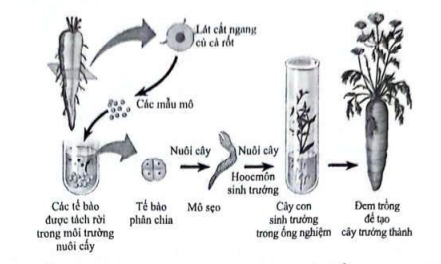 Lát cắt ngang
củ cà rốt
Các mẫu mô
Nuôi cấy
Nuôi cấy
Hoocmôn
sinh trưởng
Các tế bào
được tách rời
trong môi trường
nuôi cấy
Tế bào
phân chia
Mô sẹo
Cây con
sinh trưởng
trong ống nghiệm
Đem trồng
để tạo
cây trưởng thành